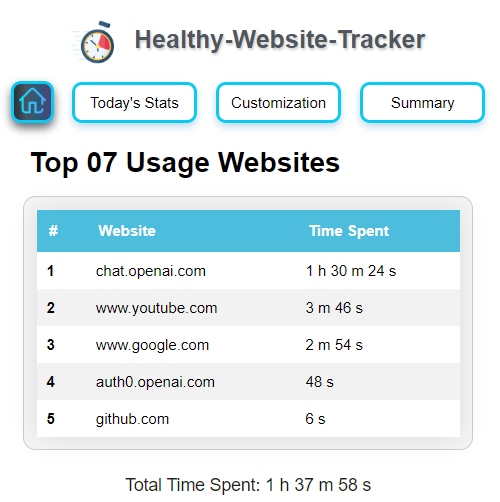 Healthy-Website-Tracker
Today's Stats Customization Summary
Top 07 Usage Websites
# Website Time Spent
1 chat.openai.com 1 h 30 m 24 s
2 www.youtube.com 3 m 46 s
3 www.google.com 2 m 54 s
4 auth0.openai.com 48 s
5 github.com 6 s
Total Time Spent: 1 h 37 m 58 s